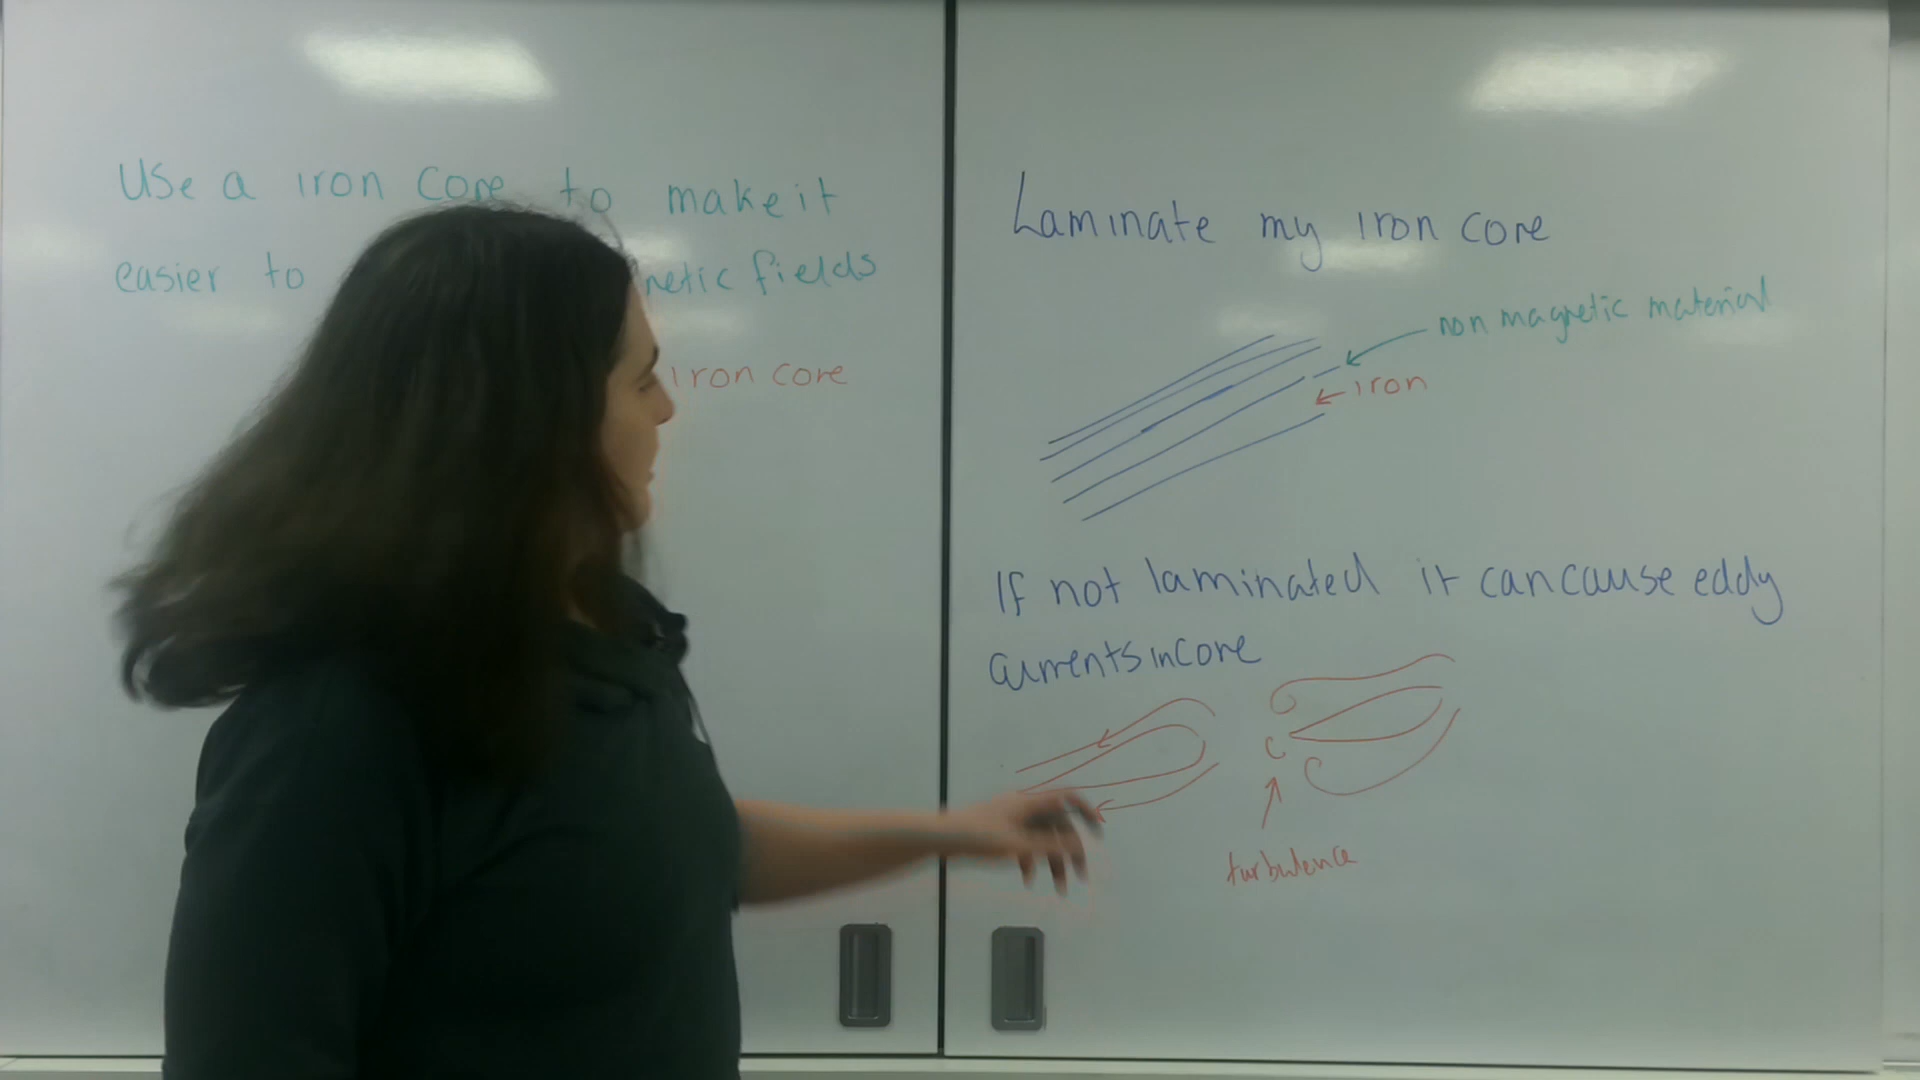 Use a iron core to make it
easier to netic fields
iron core
Laminate my iron core
non magnetic material
iron
If not laminated it can cause eddy
currents in core
turbulence